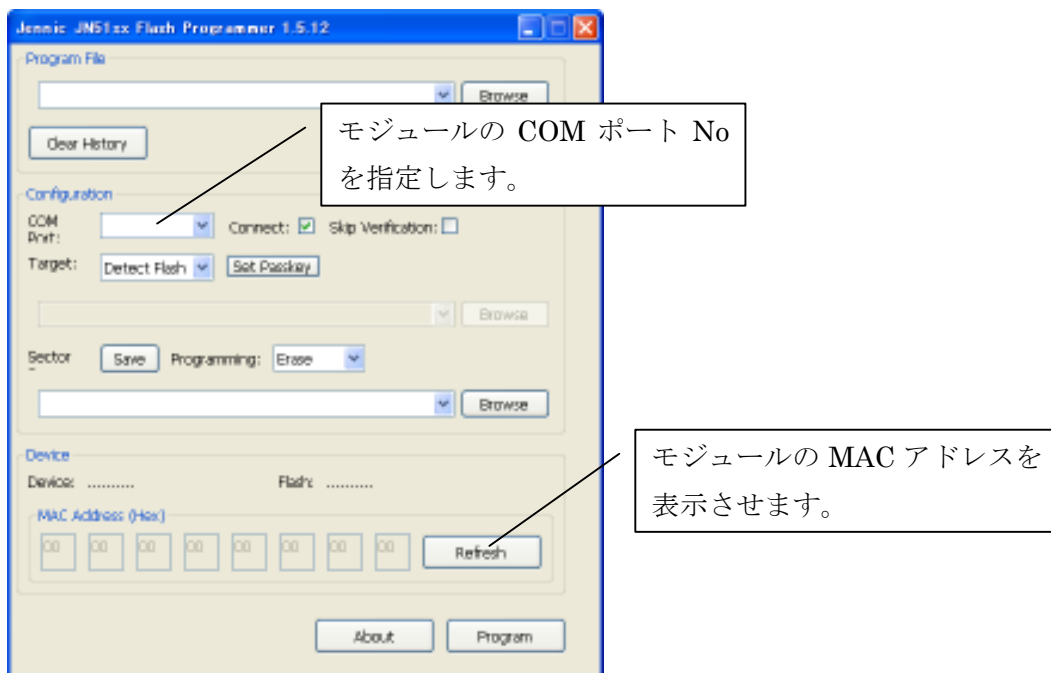 Jennic JN51xx Flash Programmer 1.5.12
Program File
Browse
Clear History
モジュールの COM ポート No
を指定します。
Configuration
COM
Port:
Connect:
Skip Verification:
Target:
Detect Flash
Set Passkey
Browse
Sector
Save
Programming:
Erase
Browse
Device
Device: ..........
Flash: ..........
モジュールの MAC アドレスを
表示させます。
MAC Address (Hex)
00 00 00 00 00 00 00 00
Refresh
About
Program